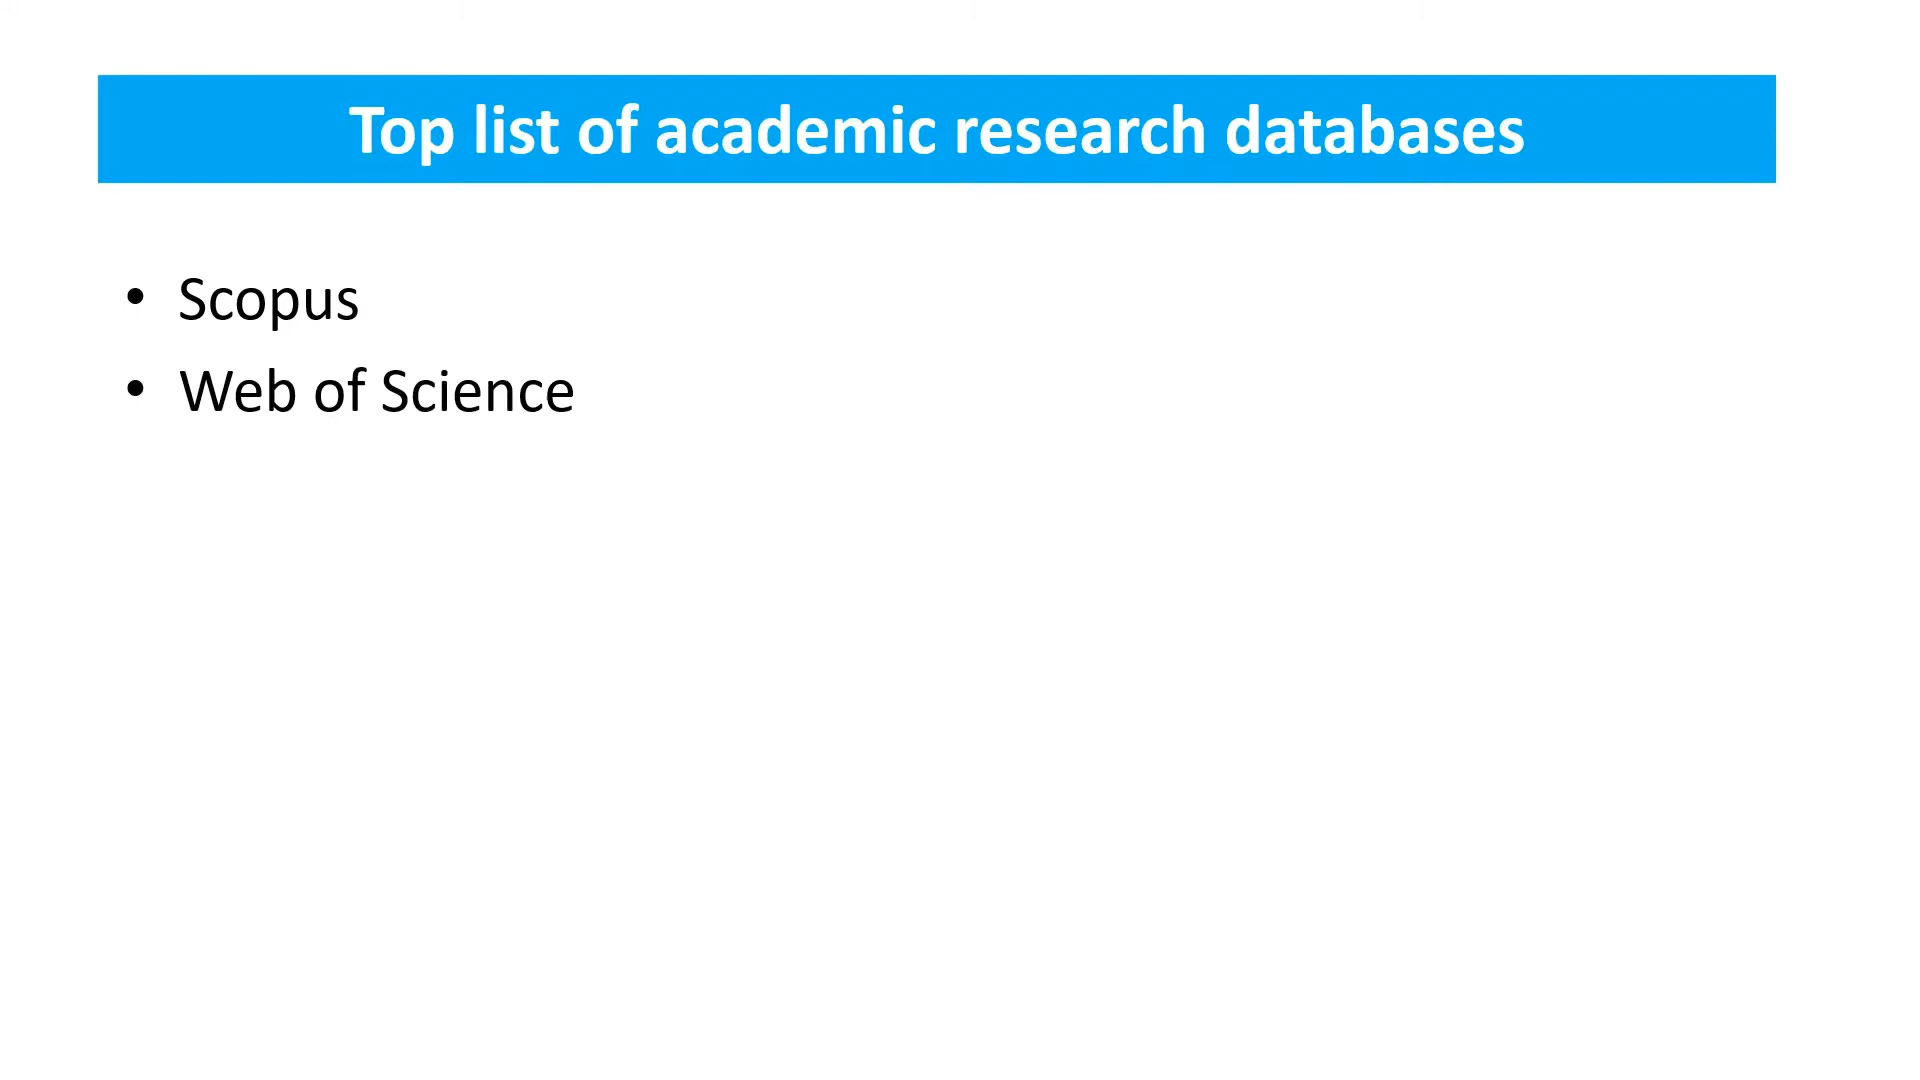 Top list of academic research databases
• Scopus
• Web of Science